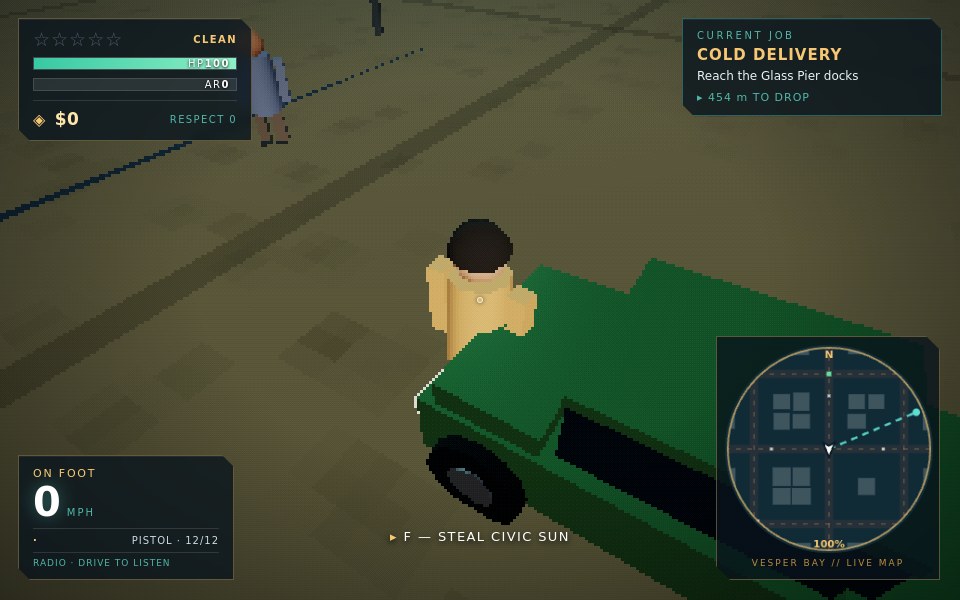 ☆☆☆☆☆ CLEAN
HP100
AR0
◈ $0 RESPECT 0
CURRENT JOB
COLD DELIVERY
Reach the Glass Pier docks
▸ 454 m TO DROP
ON FOOT
0 MPH
PISTOL · 12/12
RADIO · DRIVE TO LISTEN
▸ F — STEAL CIVIC SUN
N
100%
VESPER BAY // LIVE MAP